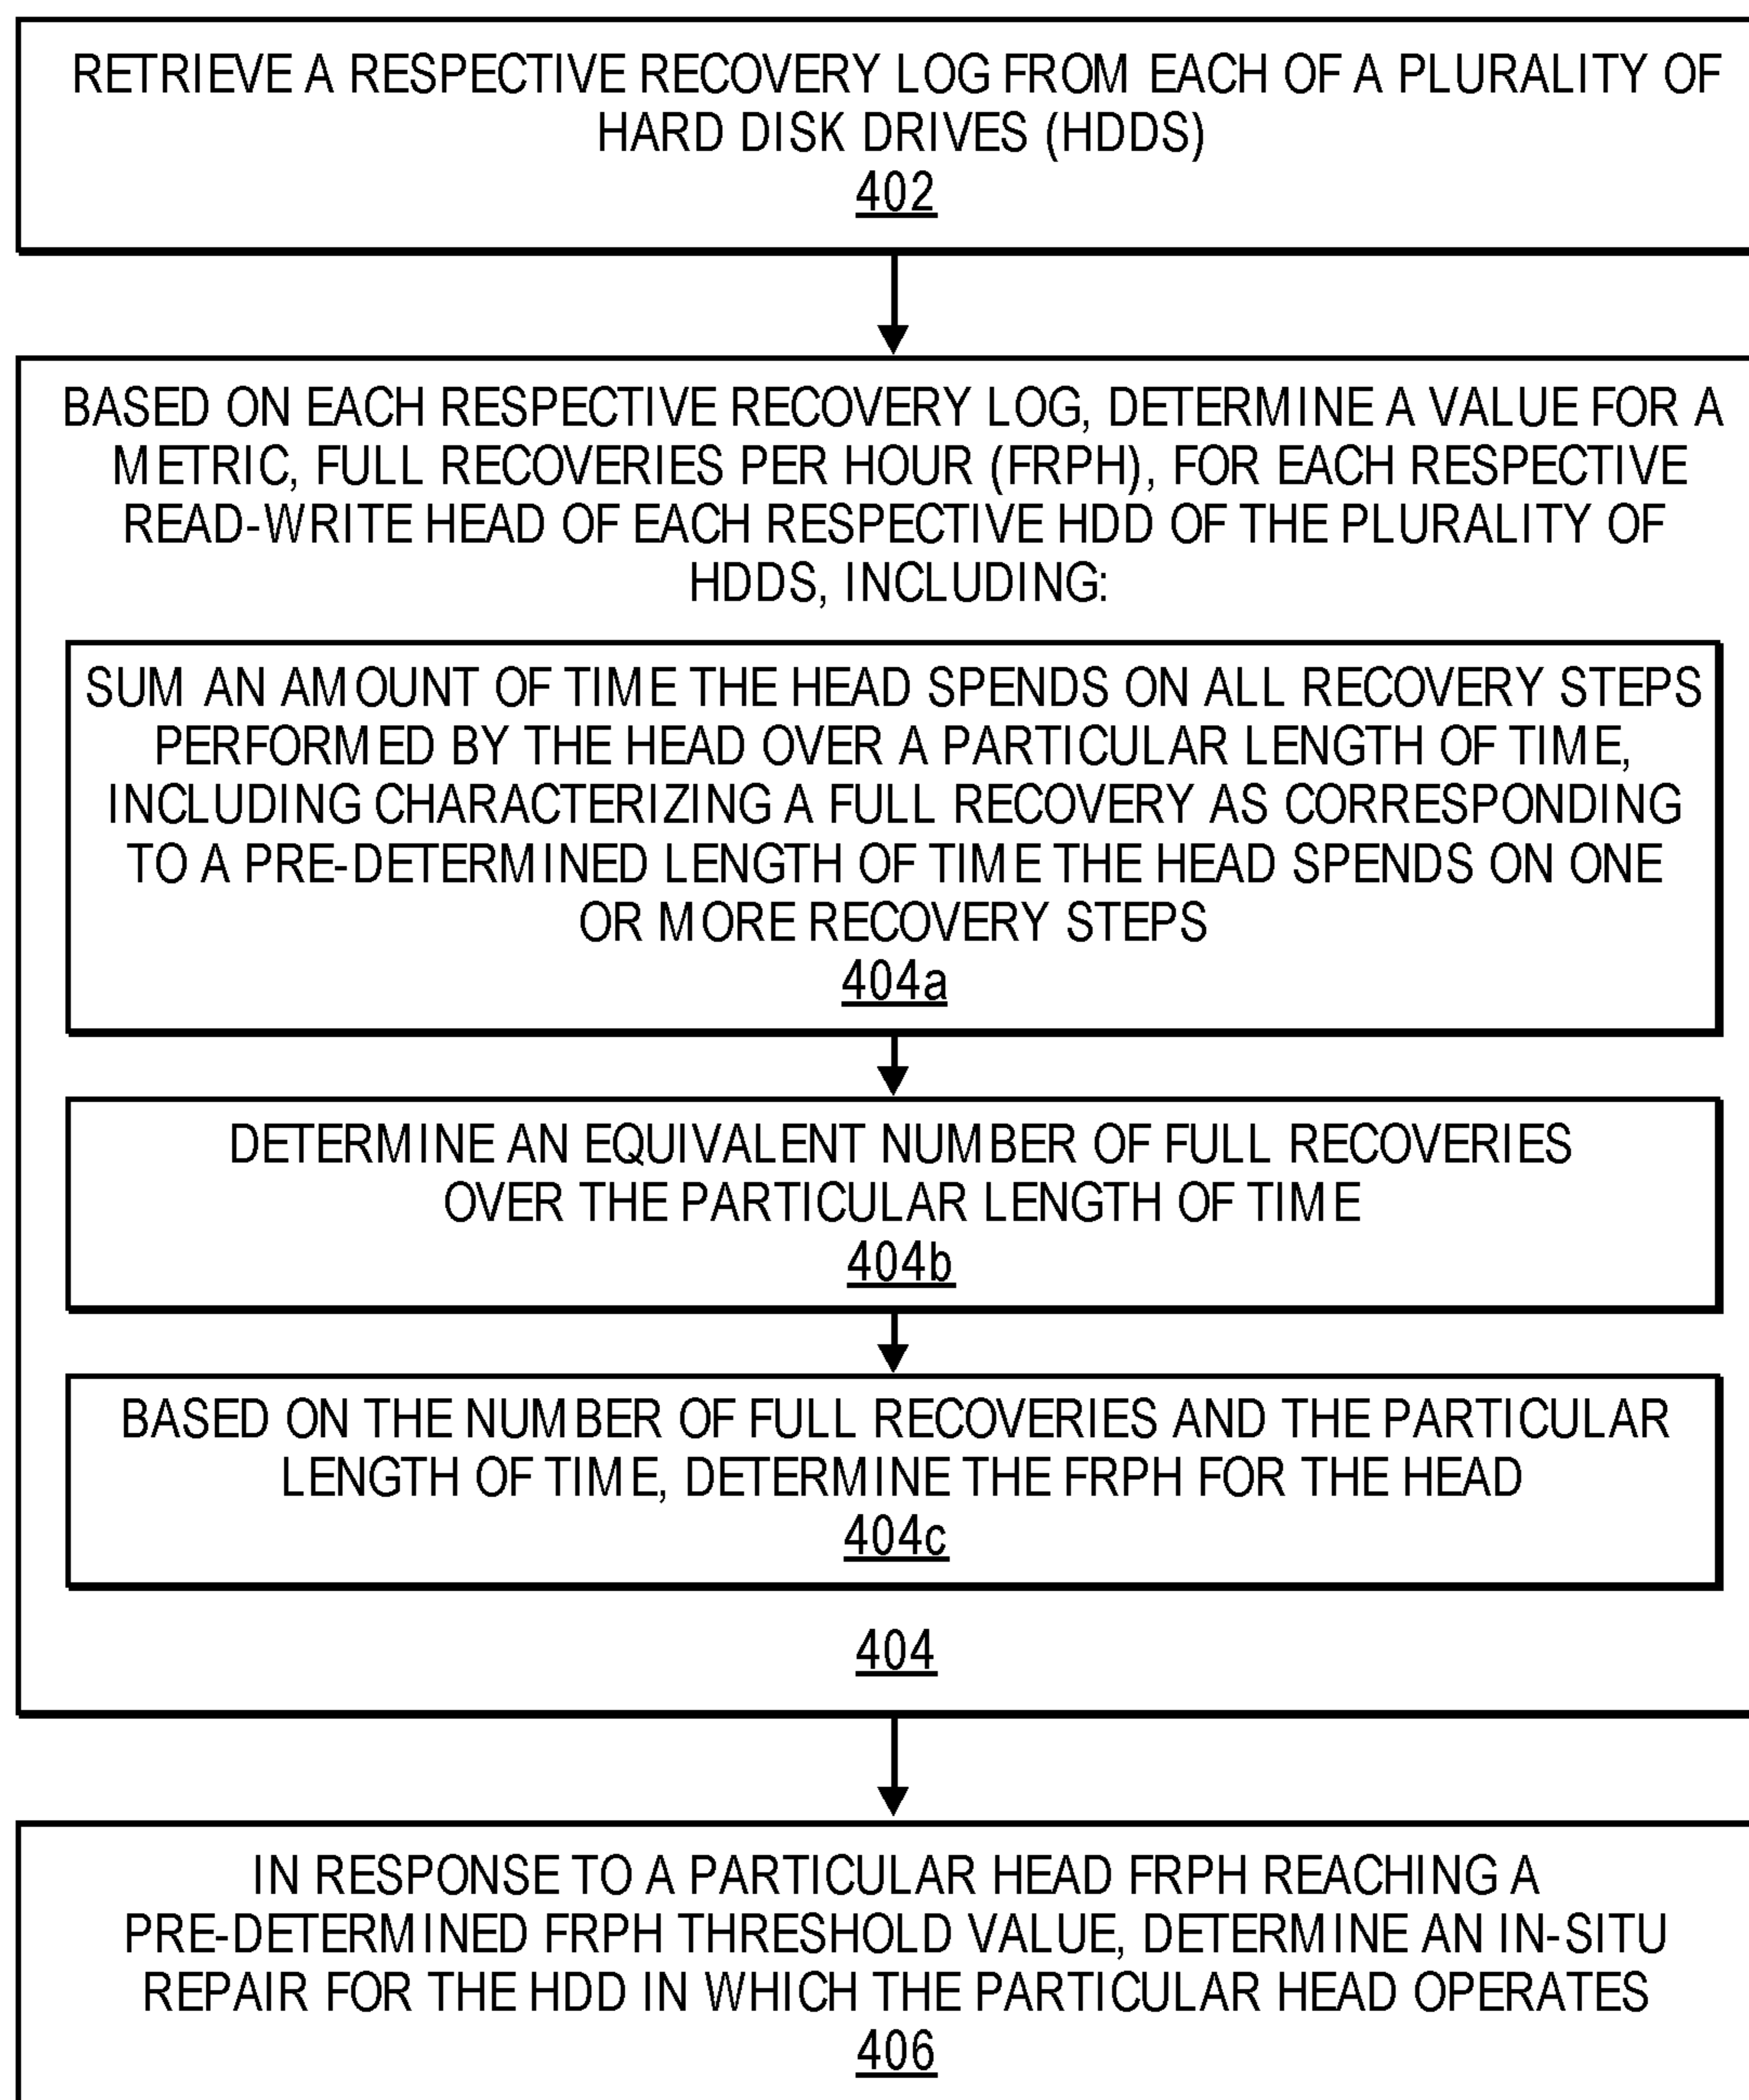 RETRIEVE A RESPECTIVE RECOVERY LOG FROM EACH OF A PLURALITY OF
HARD DISK DRIVES (HDDS)
402
BASED ON EACH RESPECTIVE RECOVERY LOG, DETERMINE A VALUE FOR A
METRIC, FULL RECOVERIES PER HOUR (FRPH), FOR EACH RESPECTIVE
READ-WRITE HEAD OF EACH RESPECTIVE HDD OF THE PLURALITY OF
HDDS, INCLUDING:
SUM AN AMOUNT OF TIME THE HEAD SPENDS ON ALL RECOVERY STEPS
PERFORMED BY THE HEAD OVER A PARTICULAR LENGTH OF TIME,
INCLUDING CHARACTERIZING A FULL RECOVERY AS CORRESPONDING
TO A PRE-DETERMINED LENGTH OF TIME THE HEAD SPENDS ON ONE
OR MORE RECOVERY STEPS
404a
DETERMINE AN EQUIVALENT NUMBER OF FULL RECOVERIES
OVER THE PARTICULAR LENGTH OF TIME
404b
BASED ON THE NUMBER OF FULL RECOVERIES AND THE PARTICULAR
LENGTH OF TIME, DETERMINE THE FRPH FOR THE HEAD
404c
404
IN RESPONSE TO A PARTICULAR HEAD FRPH REACHING A
PRE-DETERMINED FRPH THRESHOLD VALUE, DETERMINE AN IN-SITU
REPAIR FOR THE HDD IN WHICH THE PARTICULAR HEAD OPERATES
406